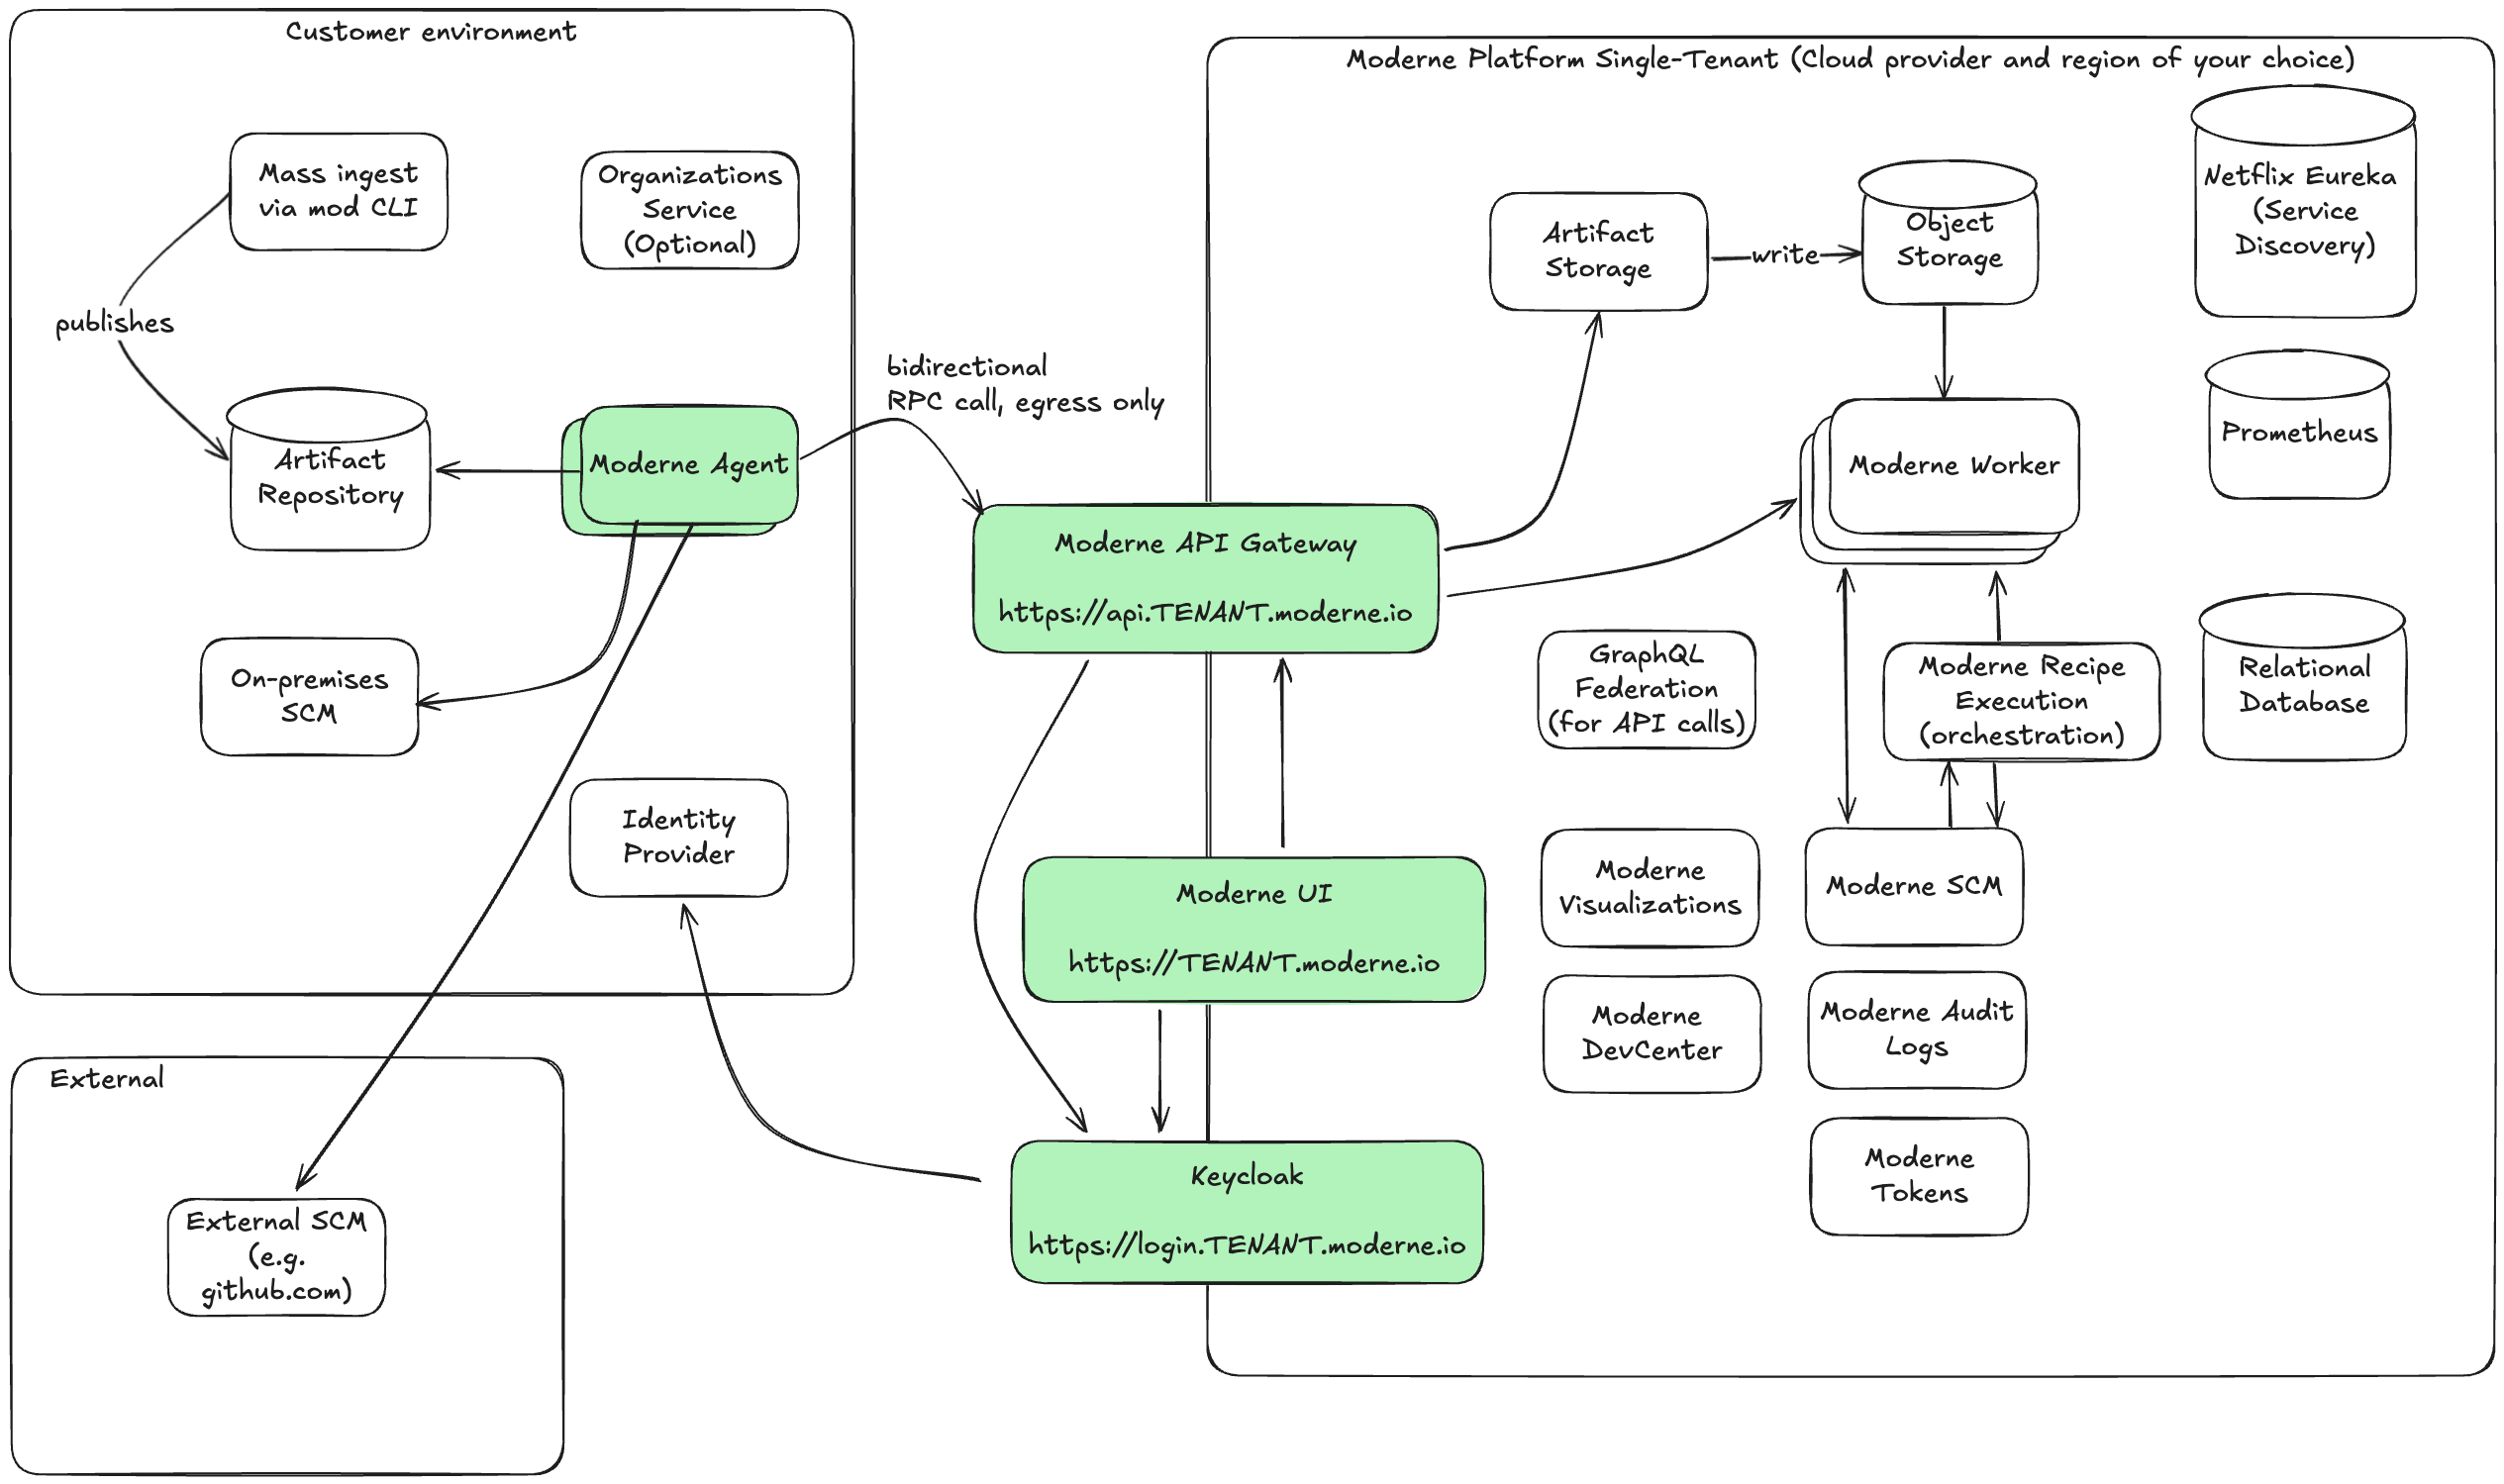 Customer environment
Mass ingest
via mod CLI
Organizations
Service
(Optional)
publishes
Artifact
Repository
Moderne Agent
On-premises
SCM
Identity
Provider
External
External SCM
(e.g.
github.com)
bidirectional
RPC call, egress only
Moderne API Gateway
https://api.TENANT.moderne.io
Moderne UI
https://TENANT.moderne.io
Keycloak
https://login.TENANT.moderne.io
Moderne Platform Single-Tenant (Cloud provider and region of your choice)
Artifact
Storage
write
Object
Storage
Netflix Eureka
(Service
Discovery)
Moderne Worker
Prometheus
GraphQL
Federation
(for API calls)
Moderne Recipe
Execution
(orchestration)
Relational
Database
Moderne
Visualizations
Moderne SCM
Moderne
DevCenter
Moderne Audit
Logs
Moderne
Tokens